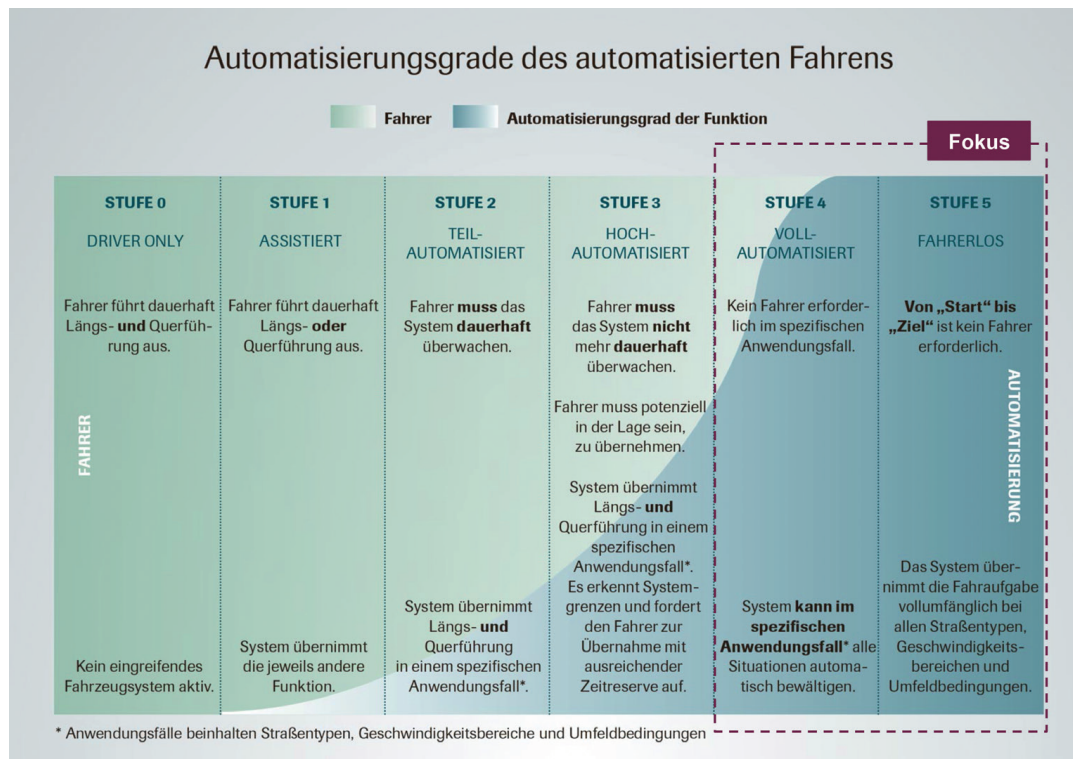 Automatisierungsgrade des automatisierten Fahrens
Fahrer
Automatisierungsgrad der Funktion
Fokus
STUFE 0
DRIVER ONLY
Fahrer führt dauerhaft
Längs- und Querfüh-
rung aus.
FAHRER
Kein eingreifendes
Fahrzeugsystem aktiv.
STUFE 1
ASSISTIERT
Fahrer führt dauerhaft
Längs- oder
Querführung aus.
System übernimmt
die jeweils andere
Funktion.
STUFE 2
TEIL-
AUTOMATISIERT
Fahrer muss das
System dauerhaft
überwachen.
System übernimmt
Längs- und
Querführung
in einem spezifischen
Anwendungsfall*.
STUFE 3
HOCH-
AUTOMATISIERT
Fahrer muss
das System nicht
mehr dauerhaft
überwachen.
Fahrer muss potenziell
in der Lage sein,
zu übernehmen.
System übernimmt
Längs- und
Querführung in einem
spezifischen
Anwendungsfall*.
Es erkennt System-
grenzen und fordert
den Fahrer zur
Übernahme mit
ausreichender
Zeitreserve auf.
STUFE 4
VOLL-
AUTOMATISIERT
Kein Fahrer erforder-
lich im spezifischen
Anwendungsfall.
System kann im
spezifischen
Anwendungsfall* alle
Situationen automa-
tisch bewältigen.
STUFE 5
FAHRERLOS
Von „Start“ bis
„Ziel“ ist kein Fahrer
erforderlich.
AUTOMATISIERUNG
Das System über-
nimmt die Fahraufgabe
vollumfänglich bei
allen Straßentypen,
Geschwindigkeits-
bereichen und
Umfeldbedingungen.
* Anwendungsfälle beinhalten Straßentypen, Geschwindigkeitsbereiche und Umfeldbedingungen